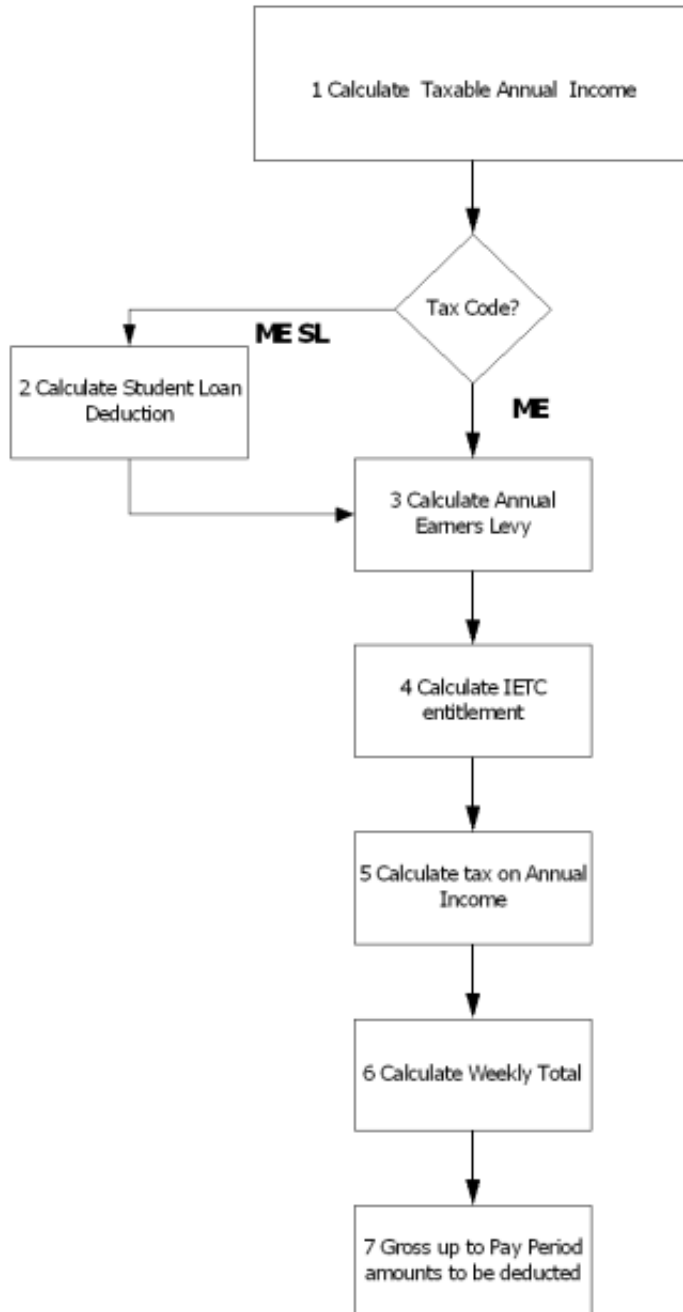 1 Calculate Taxable Annual Income
Tax Code?
ME SL
2 Calculate Student Loan
Deduction
ME
3 Calculate Annual
Earners Levy
4 Calculate IETC
entitlement
5 Calculate tax on Annual
Income
6 Calculate Weekly Total
7 Gross up to Pay Period
amounts to be deducted